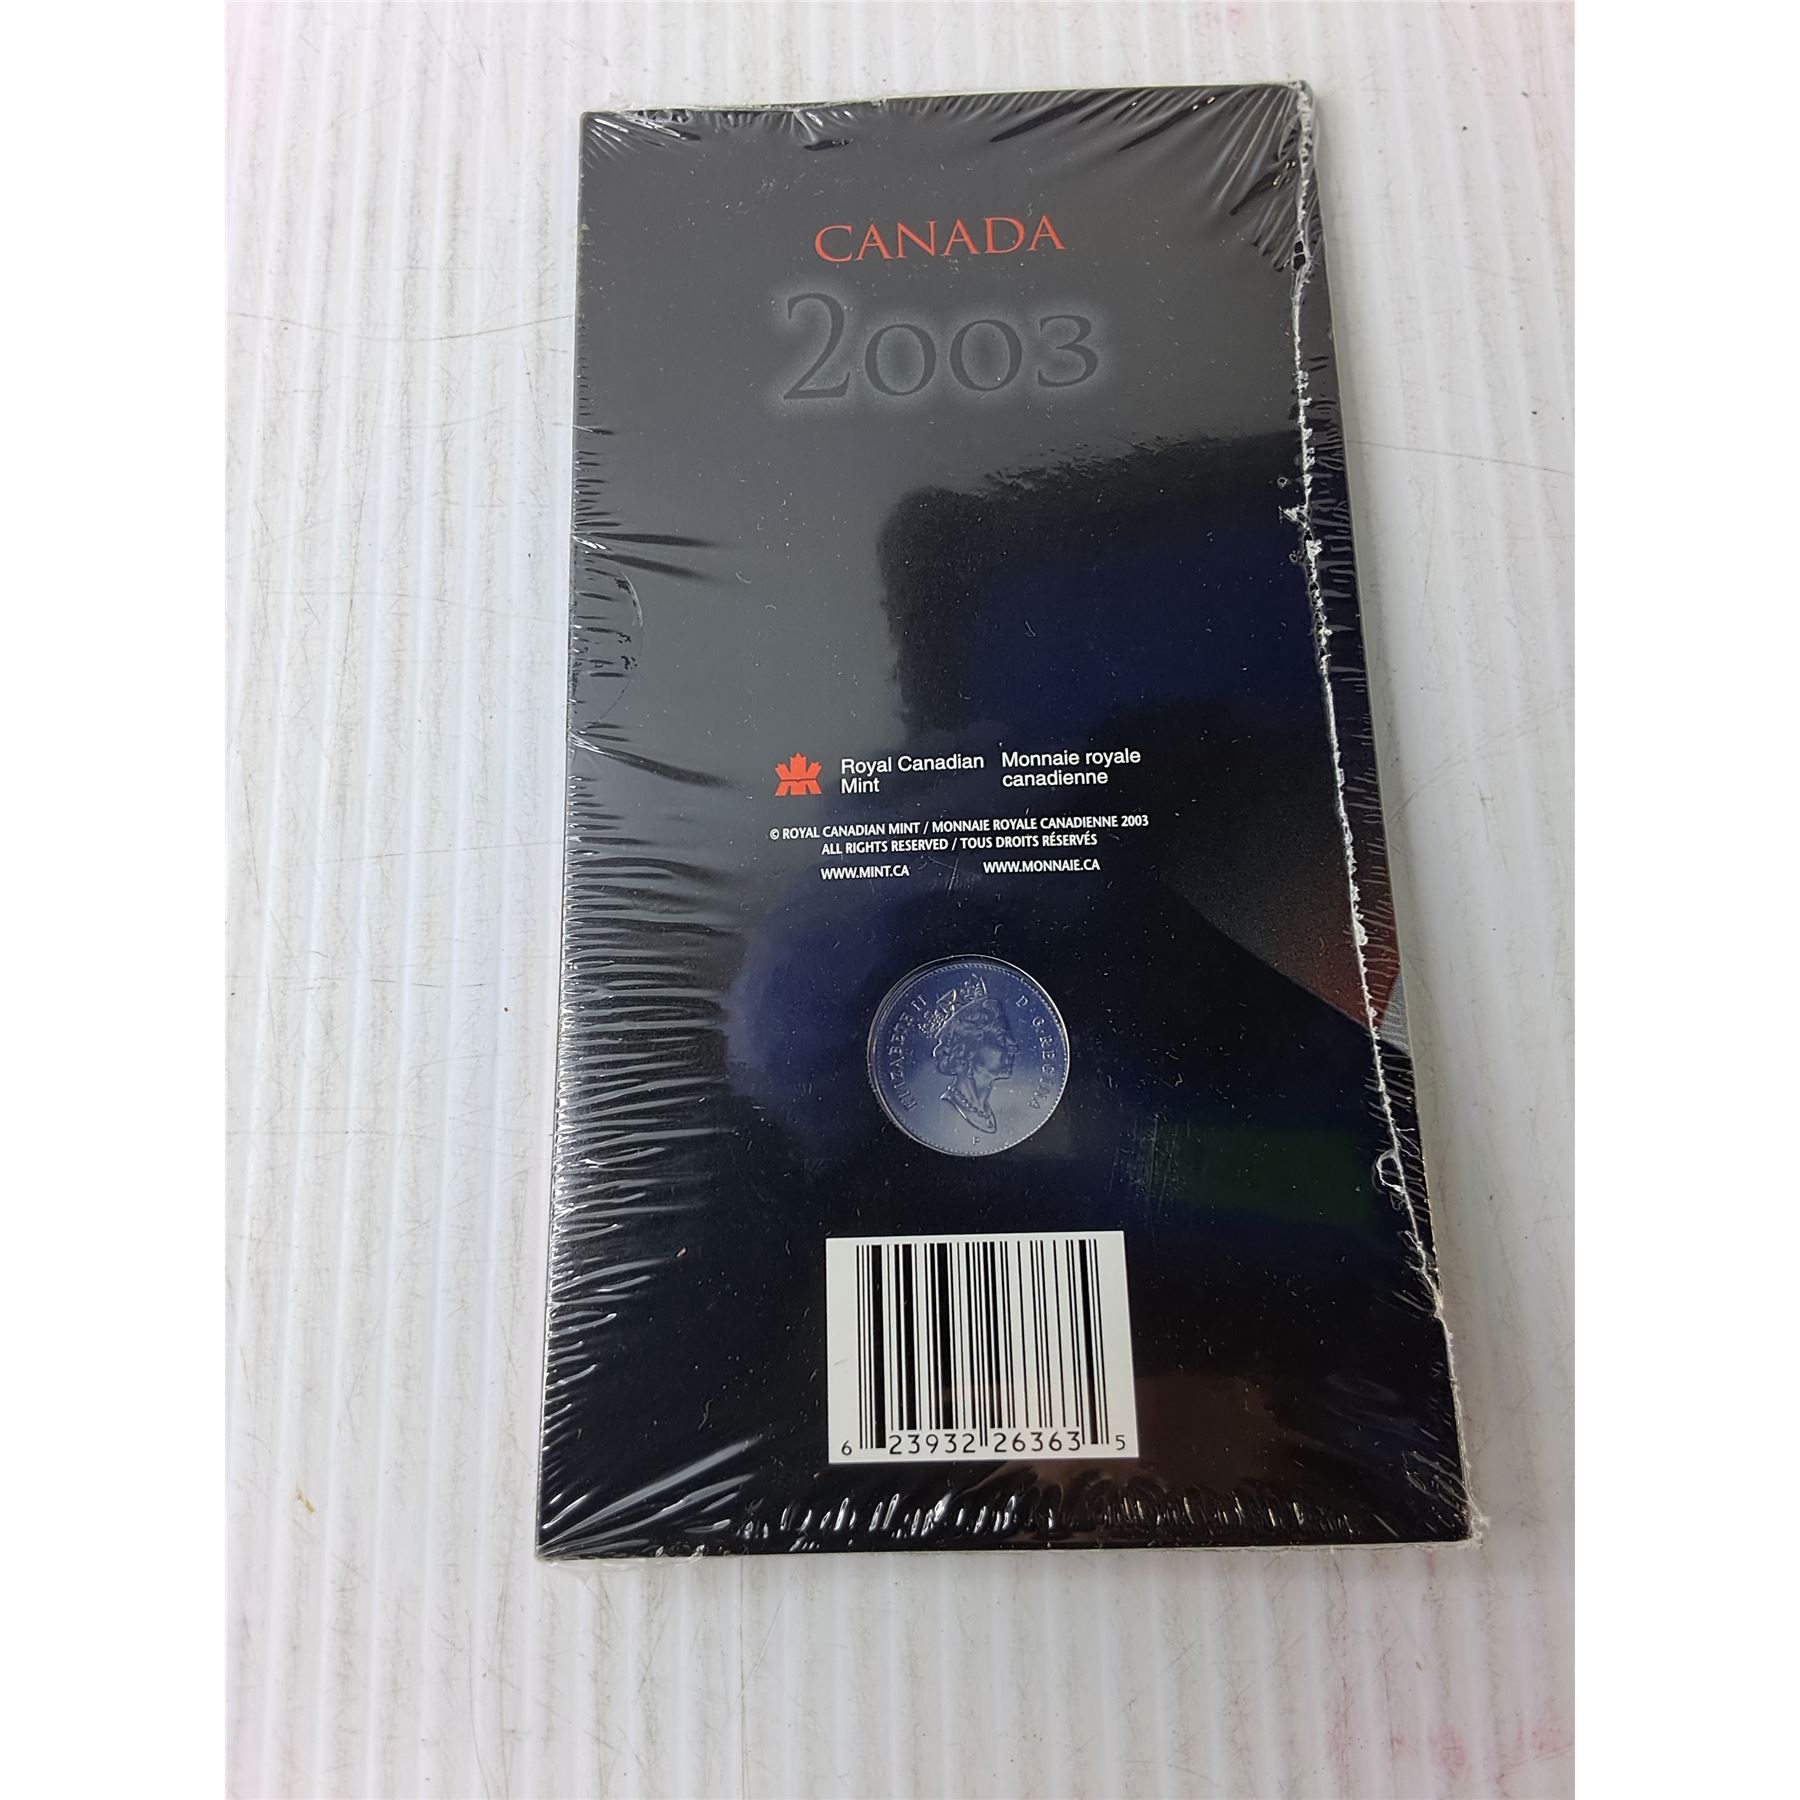 CANADA
2003
Royal Canadian Mint
Monnaie royale canadienne
© ROYAL CANADIAN MINT / MONNAIE ROYALE CANADIENNE 2003
ALL RIGHTS RESERVED / TOUS DROITS RÉSERVÉS
WWW.MINT.CA WWW.MONNAIE.CA
ELIZABETH II D·G·REGINA
P
6 23932 26363 5